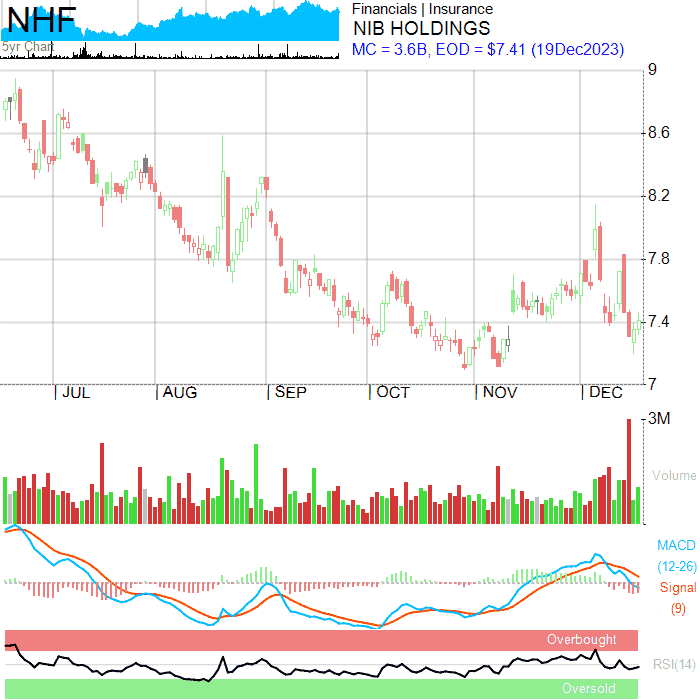 NHF
5yr Chart
Financials | Insurance
NIB HOLDINGS
MC = 3.6B, EOD = $7.41 (19Dec2023)
9
8.6
8.2
7.8
7.4
7
JUL AUG SEP OCT NOV DEC
3M
Volume
MACD
(12-26)
Signal
(9)
Overbought
RSI(14)
Oversold